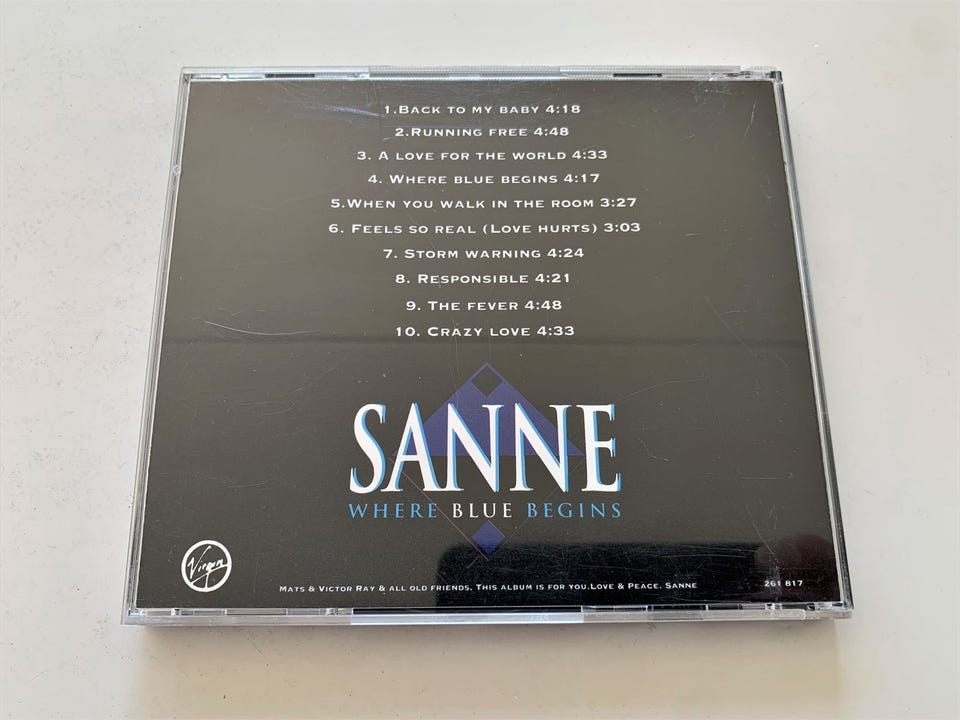 1.BACK TO MY BABY 4:18
2.RUNNING FREE 4:48
3. A LOVE FOR THE WORLD 4:33
4. WHERE BLUE BEGINS 4:17
5.WHEN YOU WALK IN THE ROOM 3:27
6. FEELS SO REAL (LOVE HURTS) 3:03
7. STORM WARNING 4:24
8. RESPONSIBLE 4:21
9. THE FEVER 4:48
10. CRAZY LOVE 4:33
SANNE
WHERE BLUE BEGINS
Virgin
MATS & VICTOR RAY & ALL OLD FRIENDS. THIS ALBUM IS FOR YOU.LOVE & PEACE. SANNE
261 817